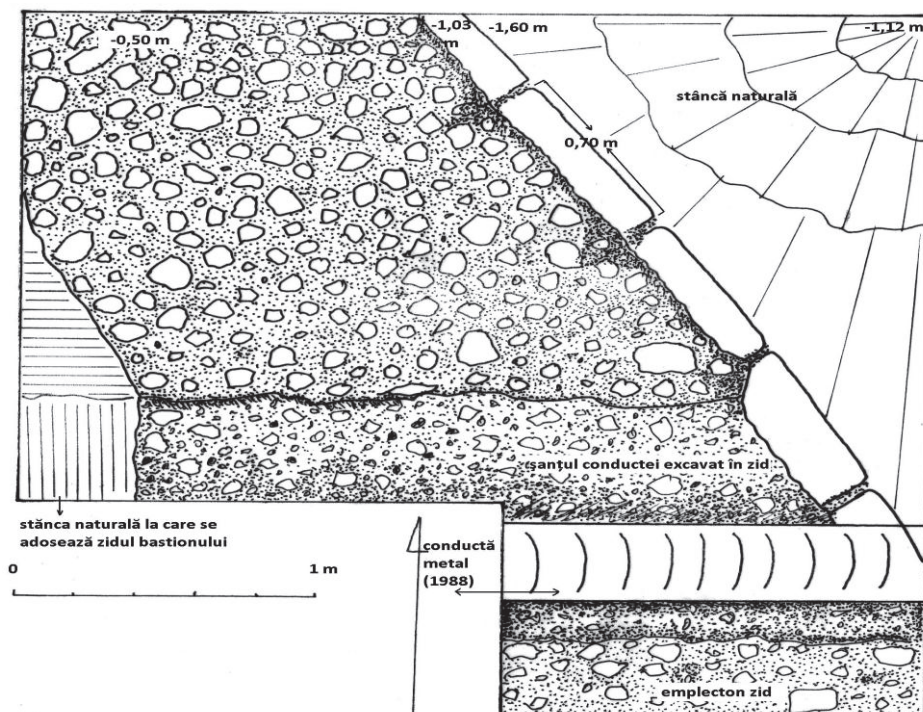 -0,50 m
-1,03
m
-1,60 m
-1,12 m
stâncă naturală
0,70 m
șanțul conductei excavat în zid
stănca naturală la care se
adosează zidul bastionului
conductă
metal
(1988)
0
1 m
emplecton zid